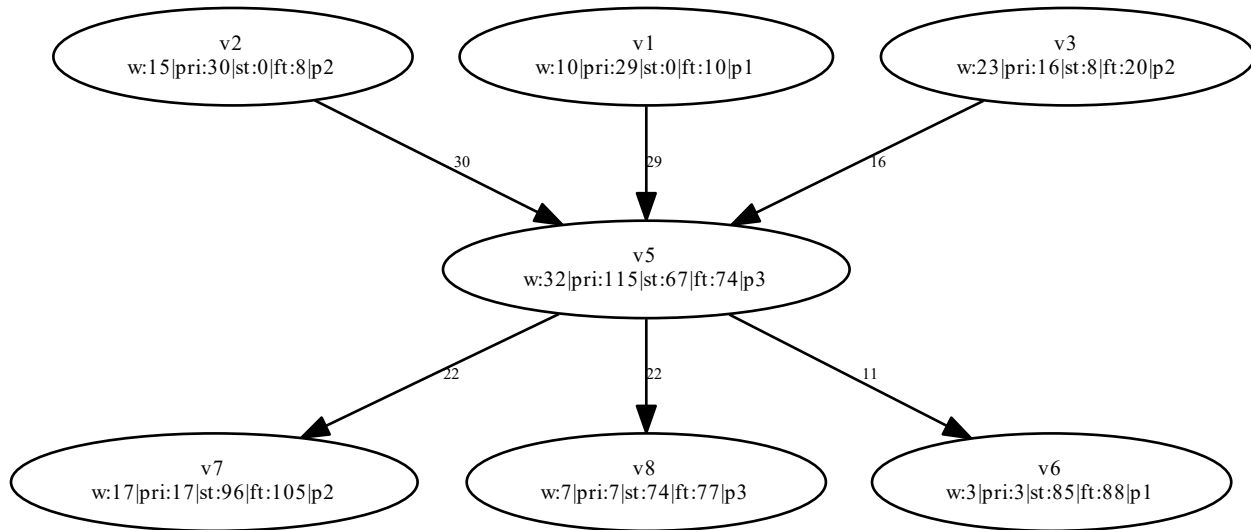 v2
w:15|pri:30|st:0|ft:8|p2
v1
w:10|pri:29|st:0|ft:10|p1
v3
w:23|pri:16|st:8|ft:20|p2
30
29
16
v5
w:32|pri:115|st:67|ft:74|p3
22
22
11
v7
w:17|pri:17|st:96|ft:105|p2
v8
w:7|pri:7|st:74|ft:77|p3
v6
w:3|pri:3|st:85|ft:88|p1